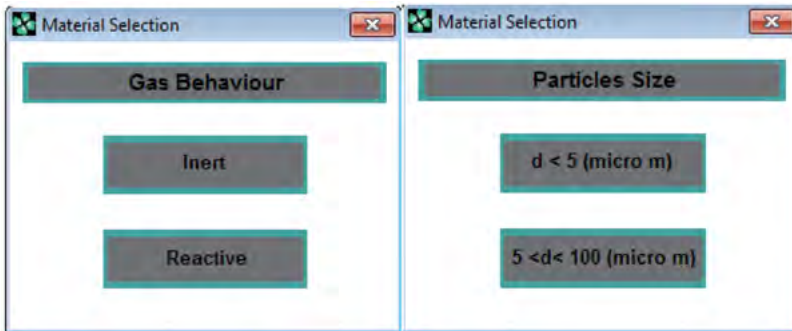 Material Selection
Gas Behaviour
Inert
Reactive
Material Selection
Particles Size
d < 5 (micro m)
5 <d< 100 (micro m)